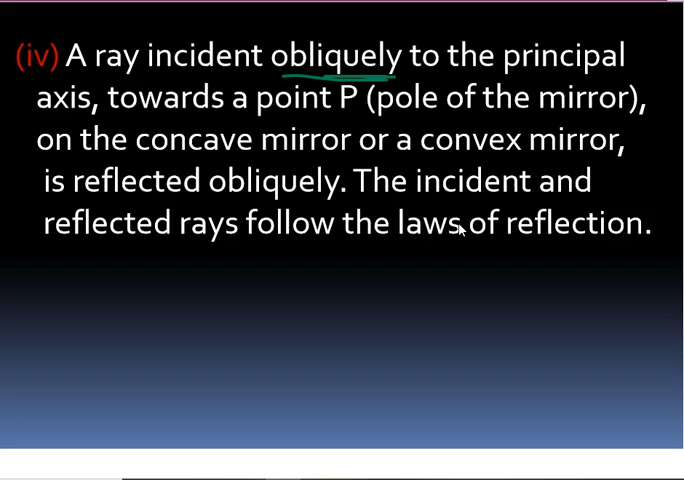 (iv) A ray incident obliquely to the principal
axis, towards a point P (pole of the mirror),
on the concave mirror or a convex mirror,
is reflected obliquely. The incident and
reflected rays follow the laws of reflection.